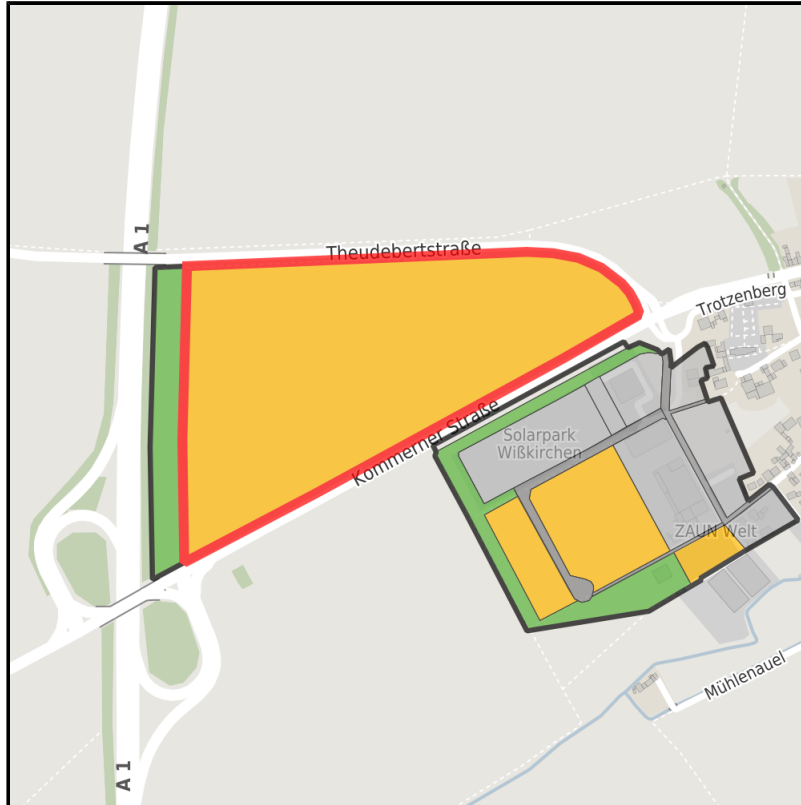 A 1
Theudebertstraße
Trotzenberg
Kommerner Straße
Solarpark
Wißkirchen
ZAUN Welt
Mühlenauel
A 1